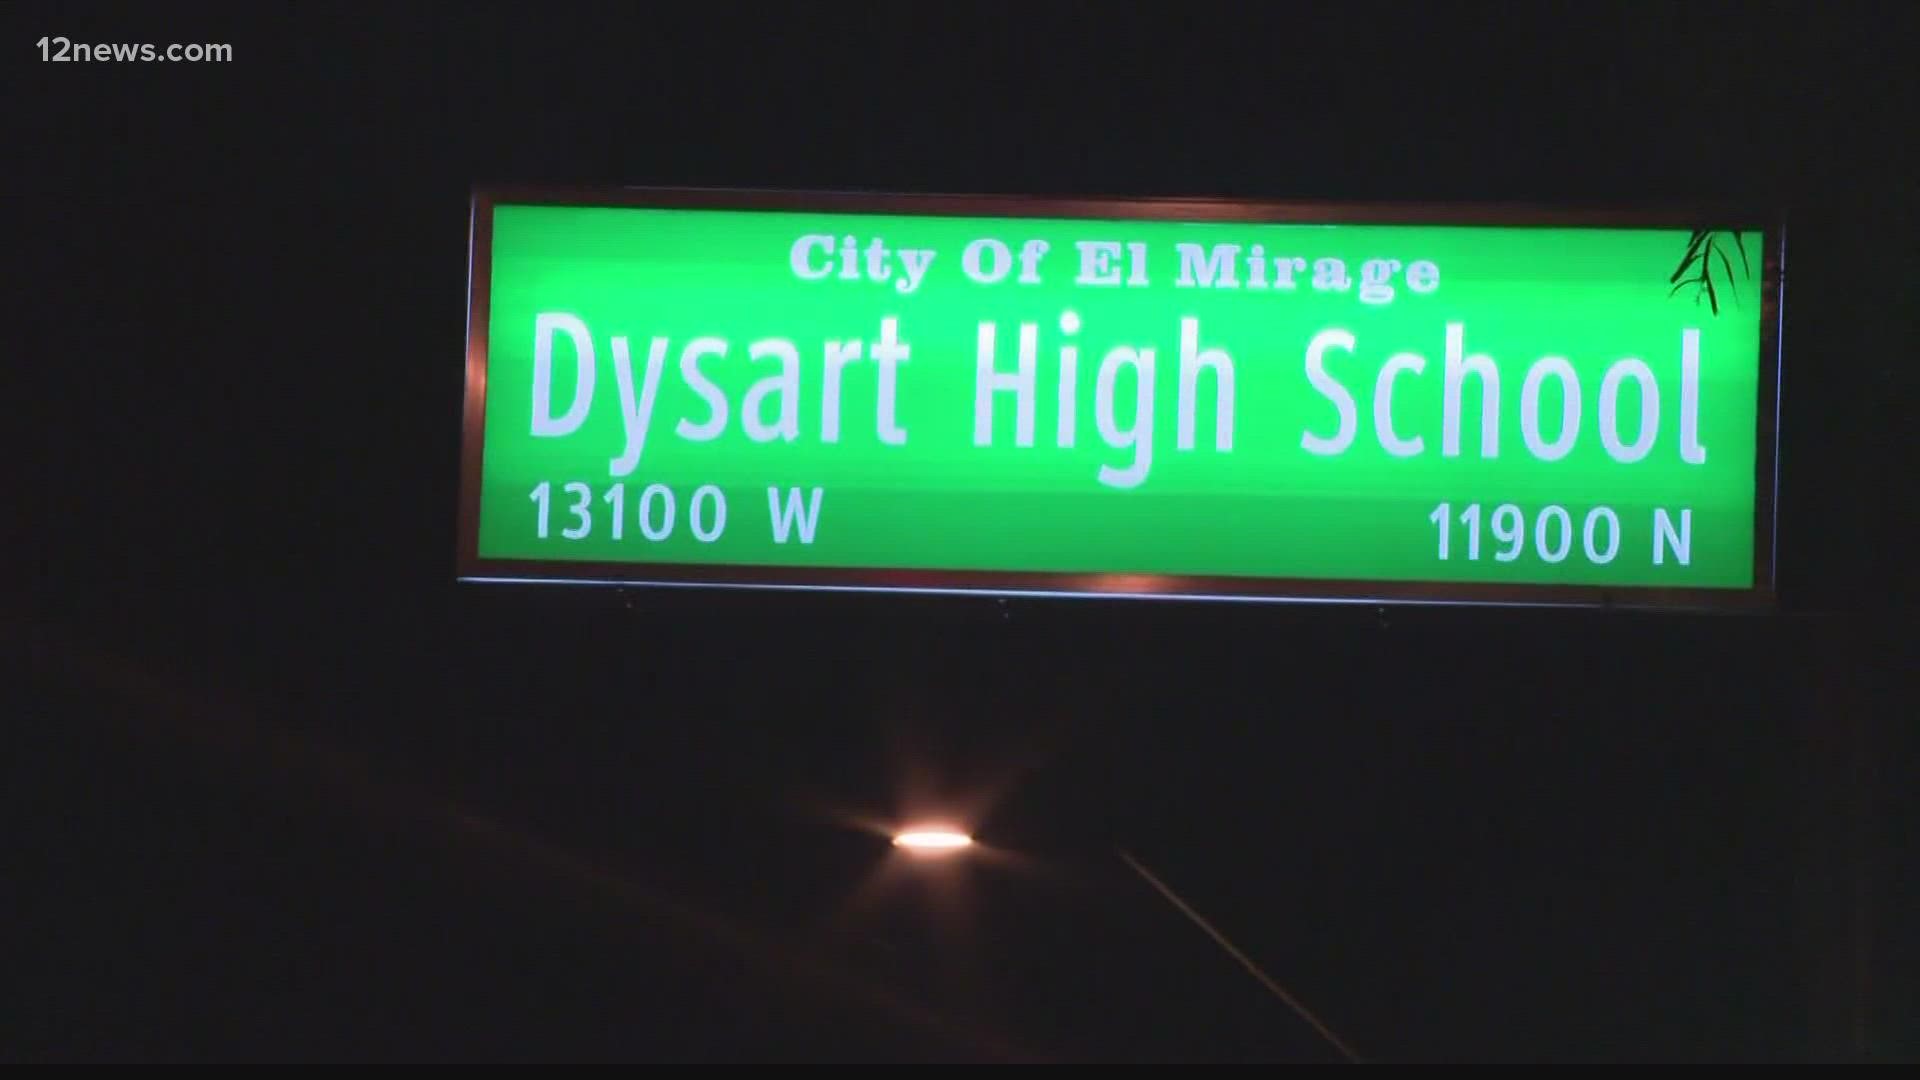 12news.com
City Of El Mirage
Dysart High School
13100 W 11900 N